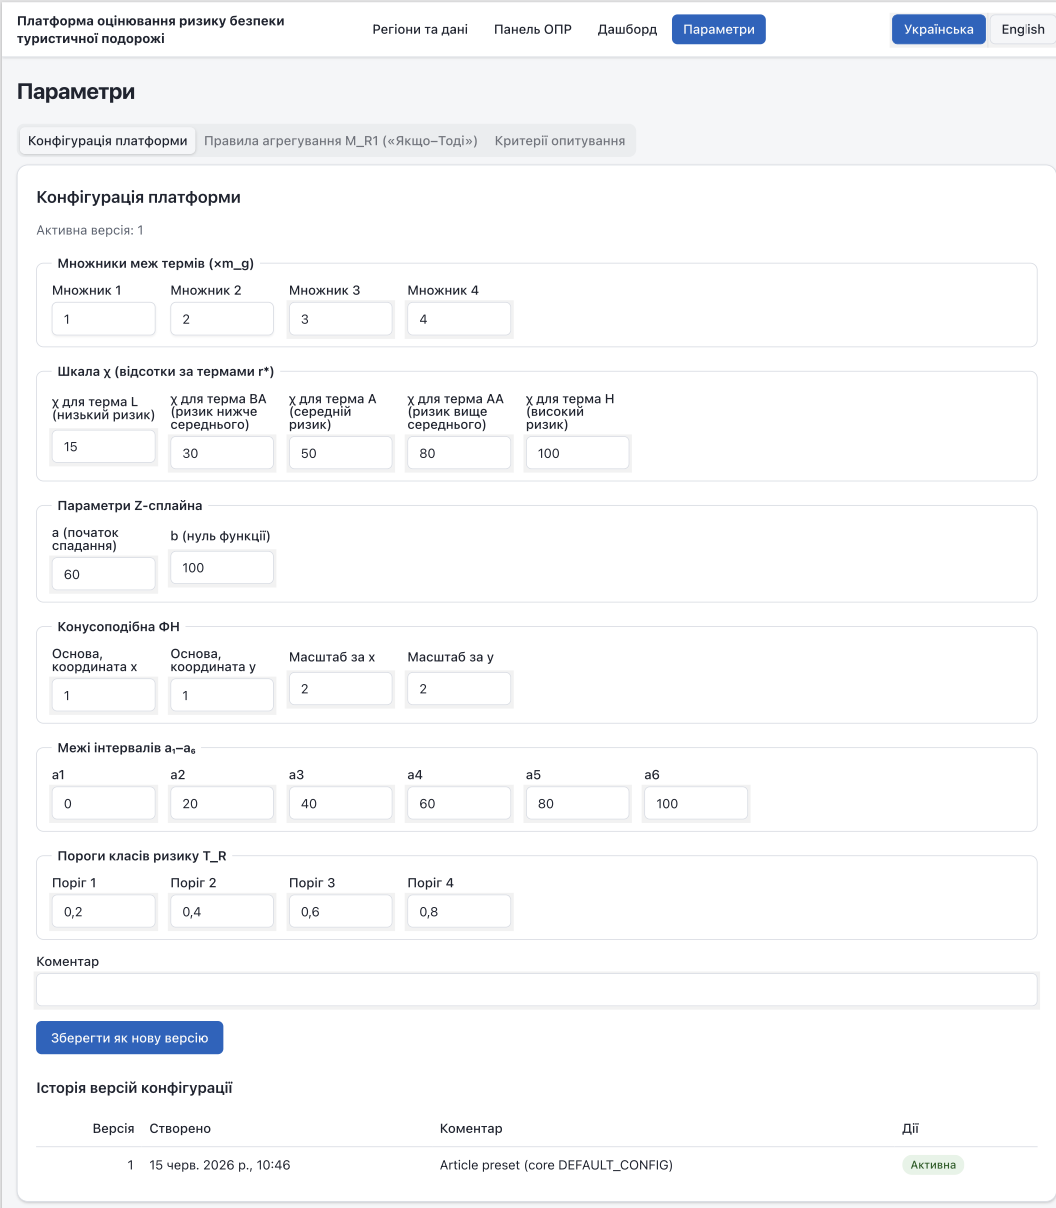 Платформа оцінювання ризику безпеки
туристичної подорожі
Регіони та дані
Панель ОПР
Дашборд
Параметри
Українська
English
Параметри
Конфігурація платформи
Правила агрегування M_R1 («Якщо–Тоді»)
Критерії опитування
Конфігурація платформи
Активна версія: 1
Множники меж термів (×m_g)
Множник 1
Множник 2
Множник 3
Множник 4
1
2
3
4
Шкала χ (відсотки за термами r*)
χ для терма L
(низький ризик)
χ для терма BA
(ризик нижче
середнього)
χ для терма A
(середній
ризик)
χ для терма AA
(ризик вище
середнього)
χ для терма H
(високий
ризик)
15
30
50
80
100
Параметри Z-сплайна
a (початок
спадання)
b (нуль функції)
60
100
Конусоподібна ФН
Основа,
координата x
Основа,
координата y
Масштаб за x
Масштаб за y
1
1
2
2
Межі інтервалів a₁–a₆
a1
a2
a3
a4
a5
a6
0
20
40
60
80
100
Пороги класів ризику T_R
Поріг 1
Поріг 2
Поріг 3
Поріг 4
0,2
0,4
0,6
0,8
Коментар
Зберегти як нову версію
Історія версій конфігурації
Версія
Створено
Коментар
Дії
1
15 черв. 2026 р., 10:46
Article preset (core DEFAULT_CONFIG)
Активна